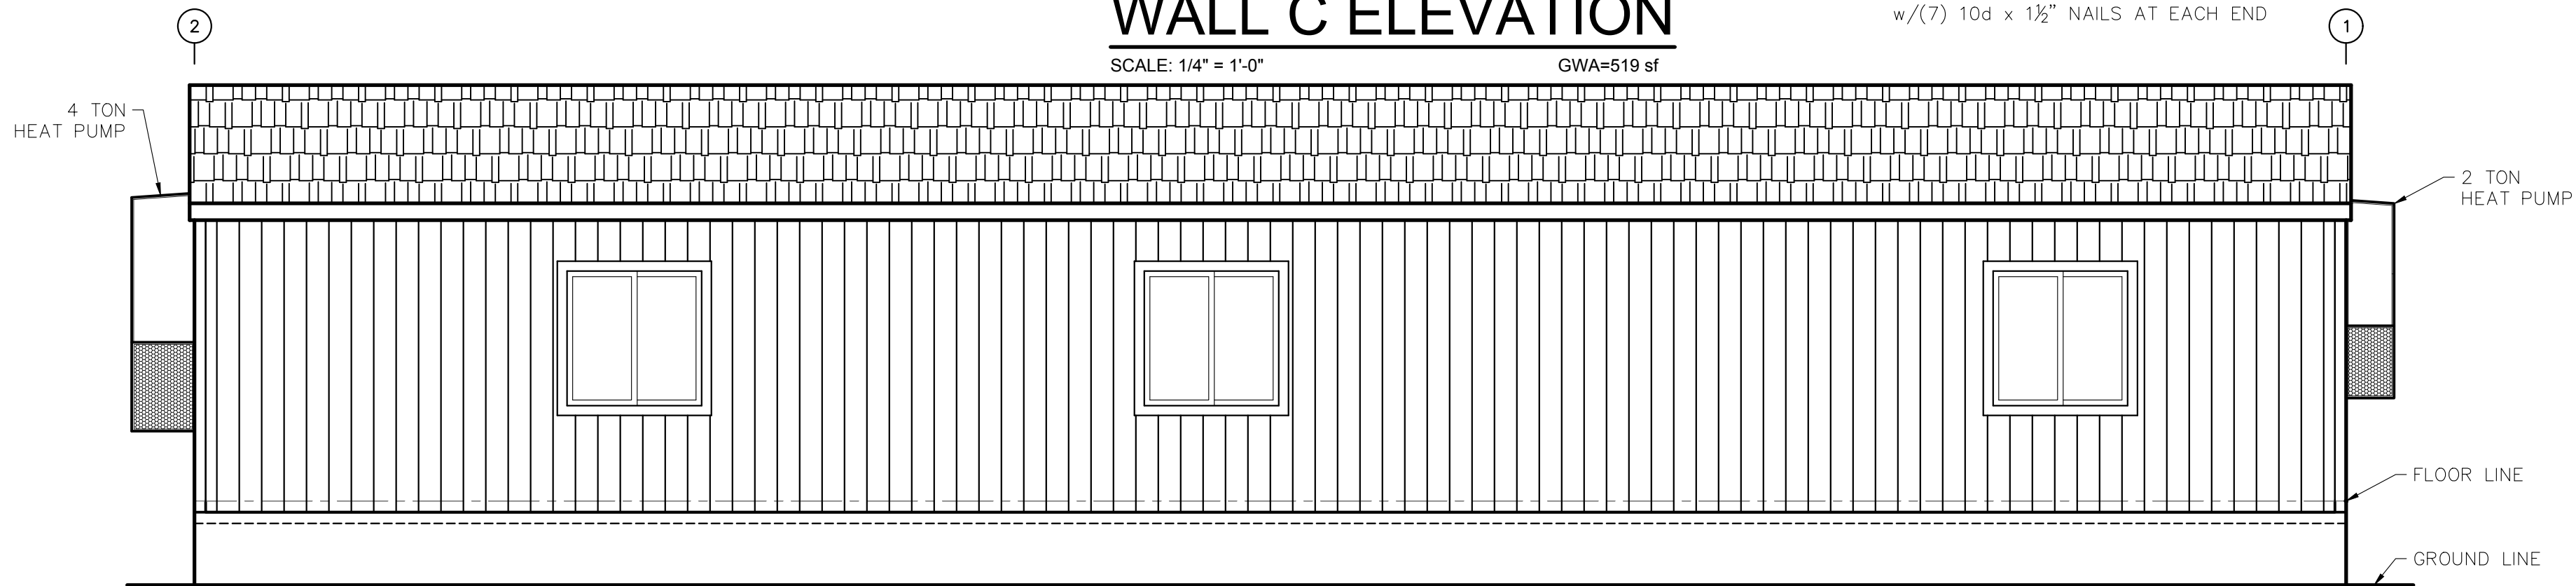 WALL C ELEVATION
w/(7) 10d x 1½" NAILS AT EACH END
2
1
SCALE: 1/4" = 1'-0"
GWA=519 sf
4 TON
HEAT PUMP
2 TON
HEAT PUMP
FLOOR LINE
GROUND LINE